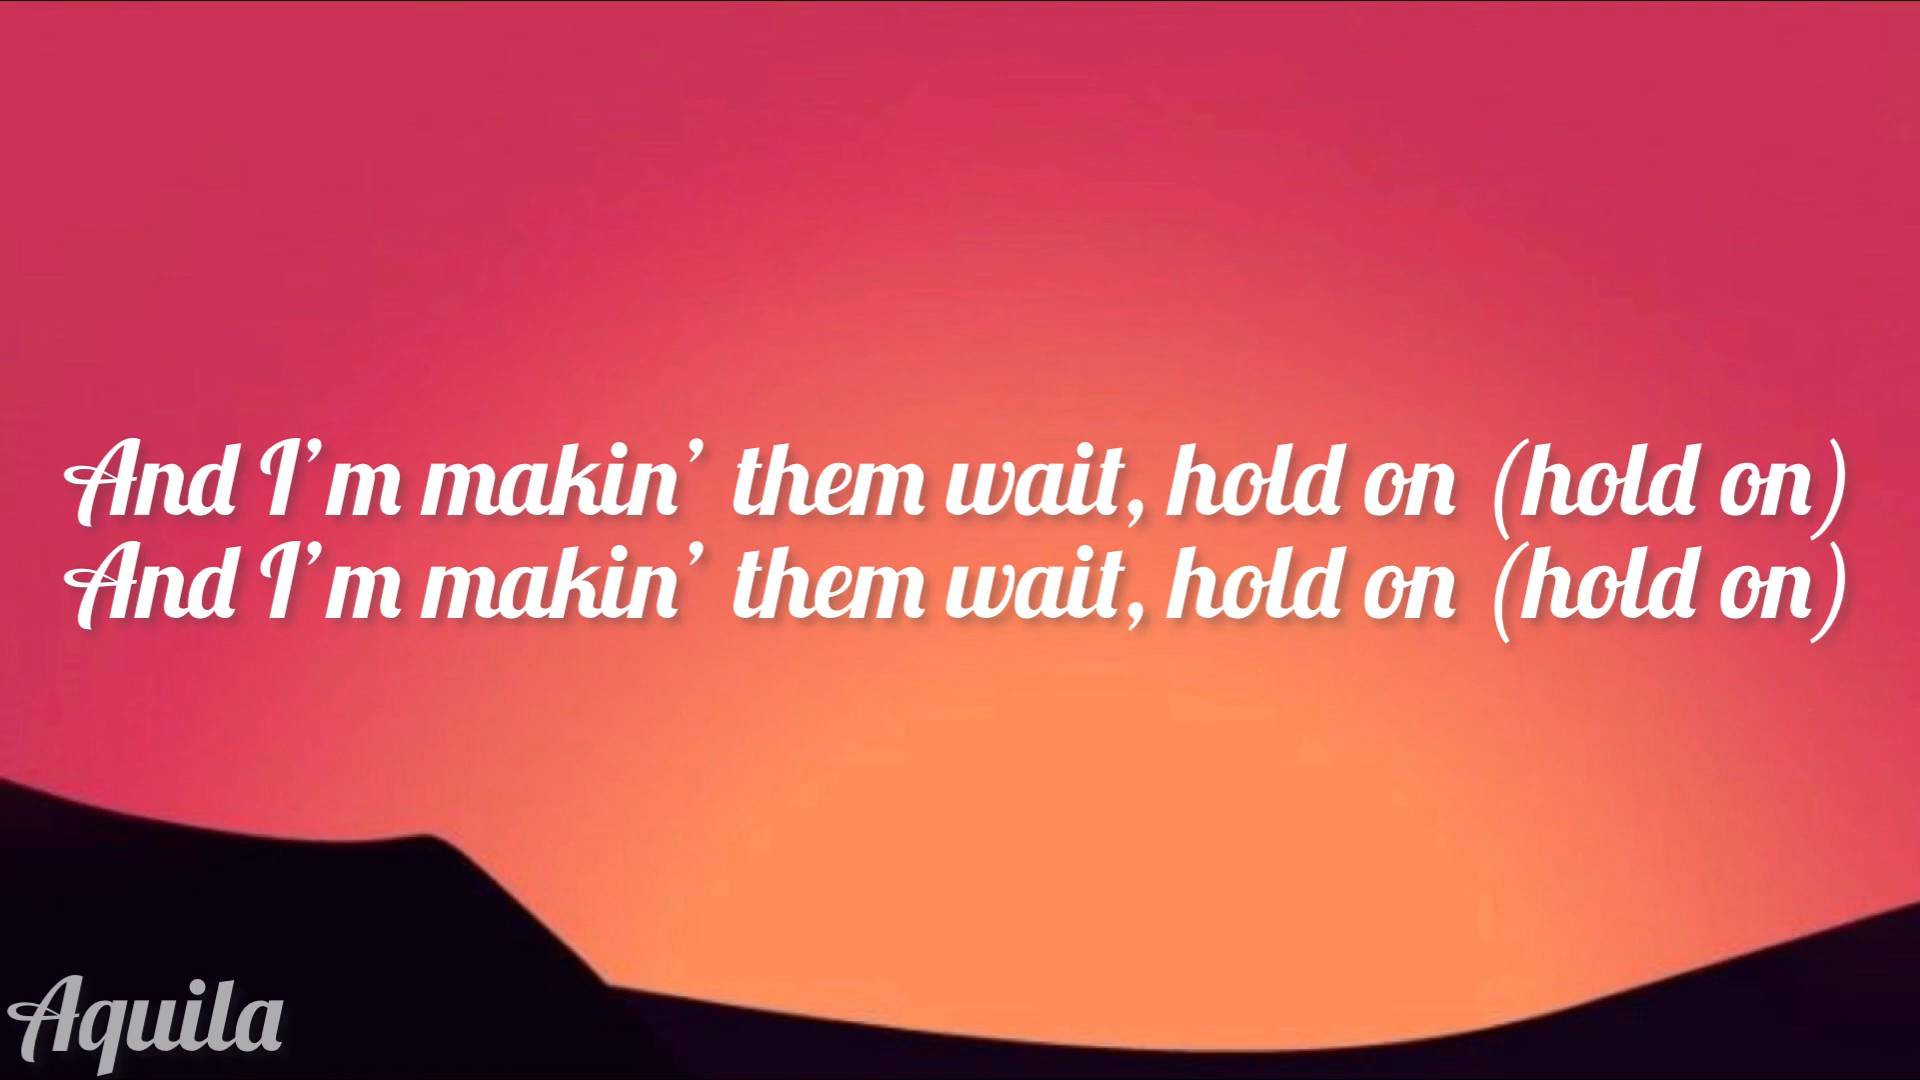 And I’m makin’ them wait, hold on (hold on)
And I’m makin’ them wait, hold on (hold on)
Aquila